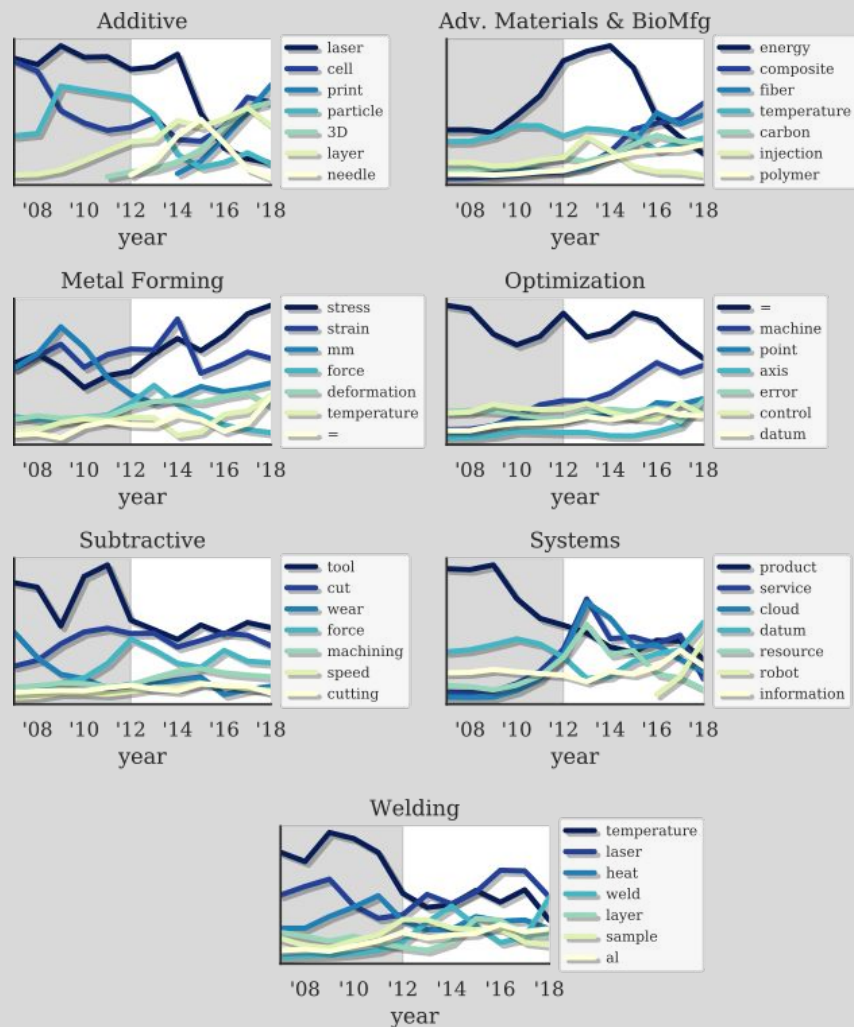 Additive
laser
cell
print
particle
3D
layer
needle
'08 '10 '12 '14 '16 '18
year
Adv. Materials & BioMfg
energy
composite
fiber
temperature
carbon
injection
polymer
'08 '10 '12 '14 '16 '18
year
Metal Forming
stress
strain
mm
force
deformation
temperature
=
'08 '10 '12 '14 '16 '18
year
Optimization
=
machine
point
axis
error
control
datum
'08 '10 '12 '14 '16 '18
year
Subtractive
tool
cut
wear
force
machining
speed
cutting
'08 '10 '12 '14 '16 '18
year
Systems
product
service
cloud
datum
resource
robot
information
'08 '10 '12 '14 '16 '18
year
Welding
temperature
laser
heat
weld
layer
sample
al
'08 '10 '12 '14 '16 '18
year